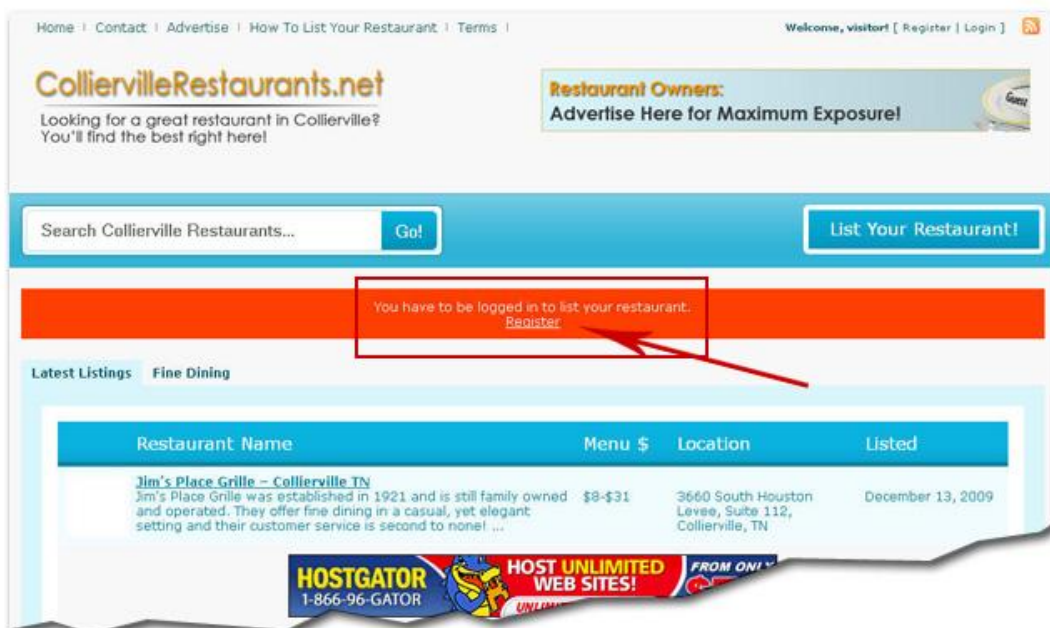 Home | Contact | Advertise | How To List Your Restaurant | Terms |
Welcome, visitor! [ Register | Login ]
Collierville​Restaurants.net
Looking for a great restaurant in Collierville?
You'll find the best right here!
Restaurant Owners:
Advertise Here for Maximum Exposure!
Guest
Search Collierville Restaurants...
Go!
List Your Restaurant!
You have to be logged in to list your restaurant.
Register
Latest Listings Fine Dining
Restaurant Name Menu $ Location Listed
Jim's Place Grille – Collierville TN
Jim's Place Grille was established in 1921 and is still family owned
and operated. They offer fine dining in a casual, yet elegant
setting and their customer service is second to none! ...
$8-$31
3660 South Houston
Levee, Suite 112,
Collierville, TN
December 13, 2009
HOSTGATOR
1-866-96-GATOR
HOST UNLIMITED
WEB SITES!
FROM ONLY